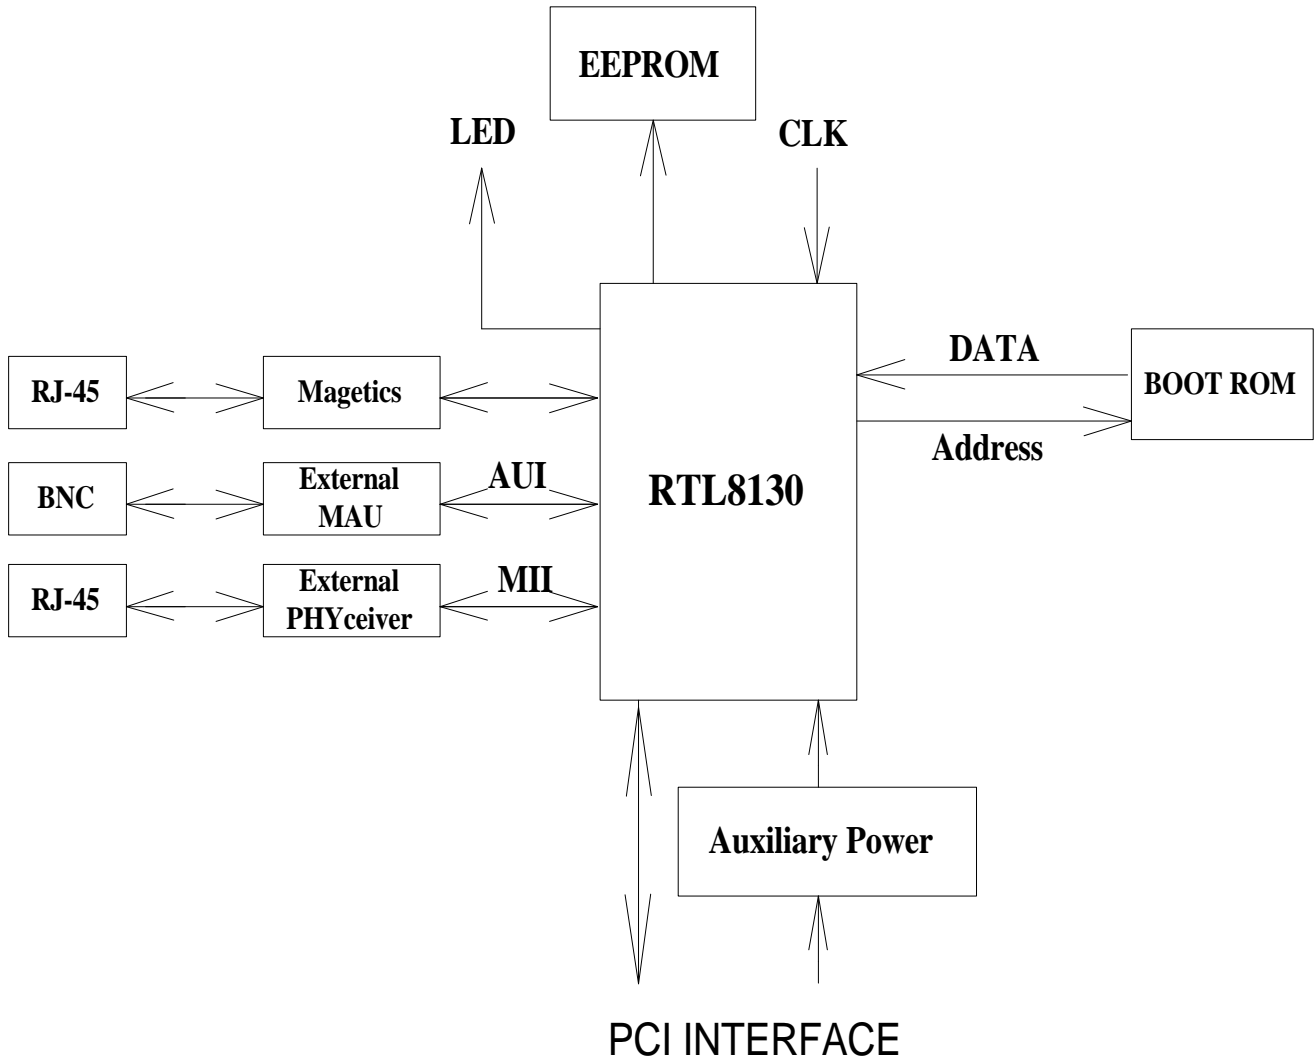 EEPROM
LED
CLK
DATA
RJ-45
Magetics
BOOT ROM
Address
BNC
External
MAU
AUI
RTL8130
RJ-45
External
PHYceiver
MII
Auxiliary Power
PCI INTERFACE